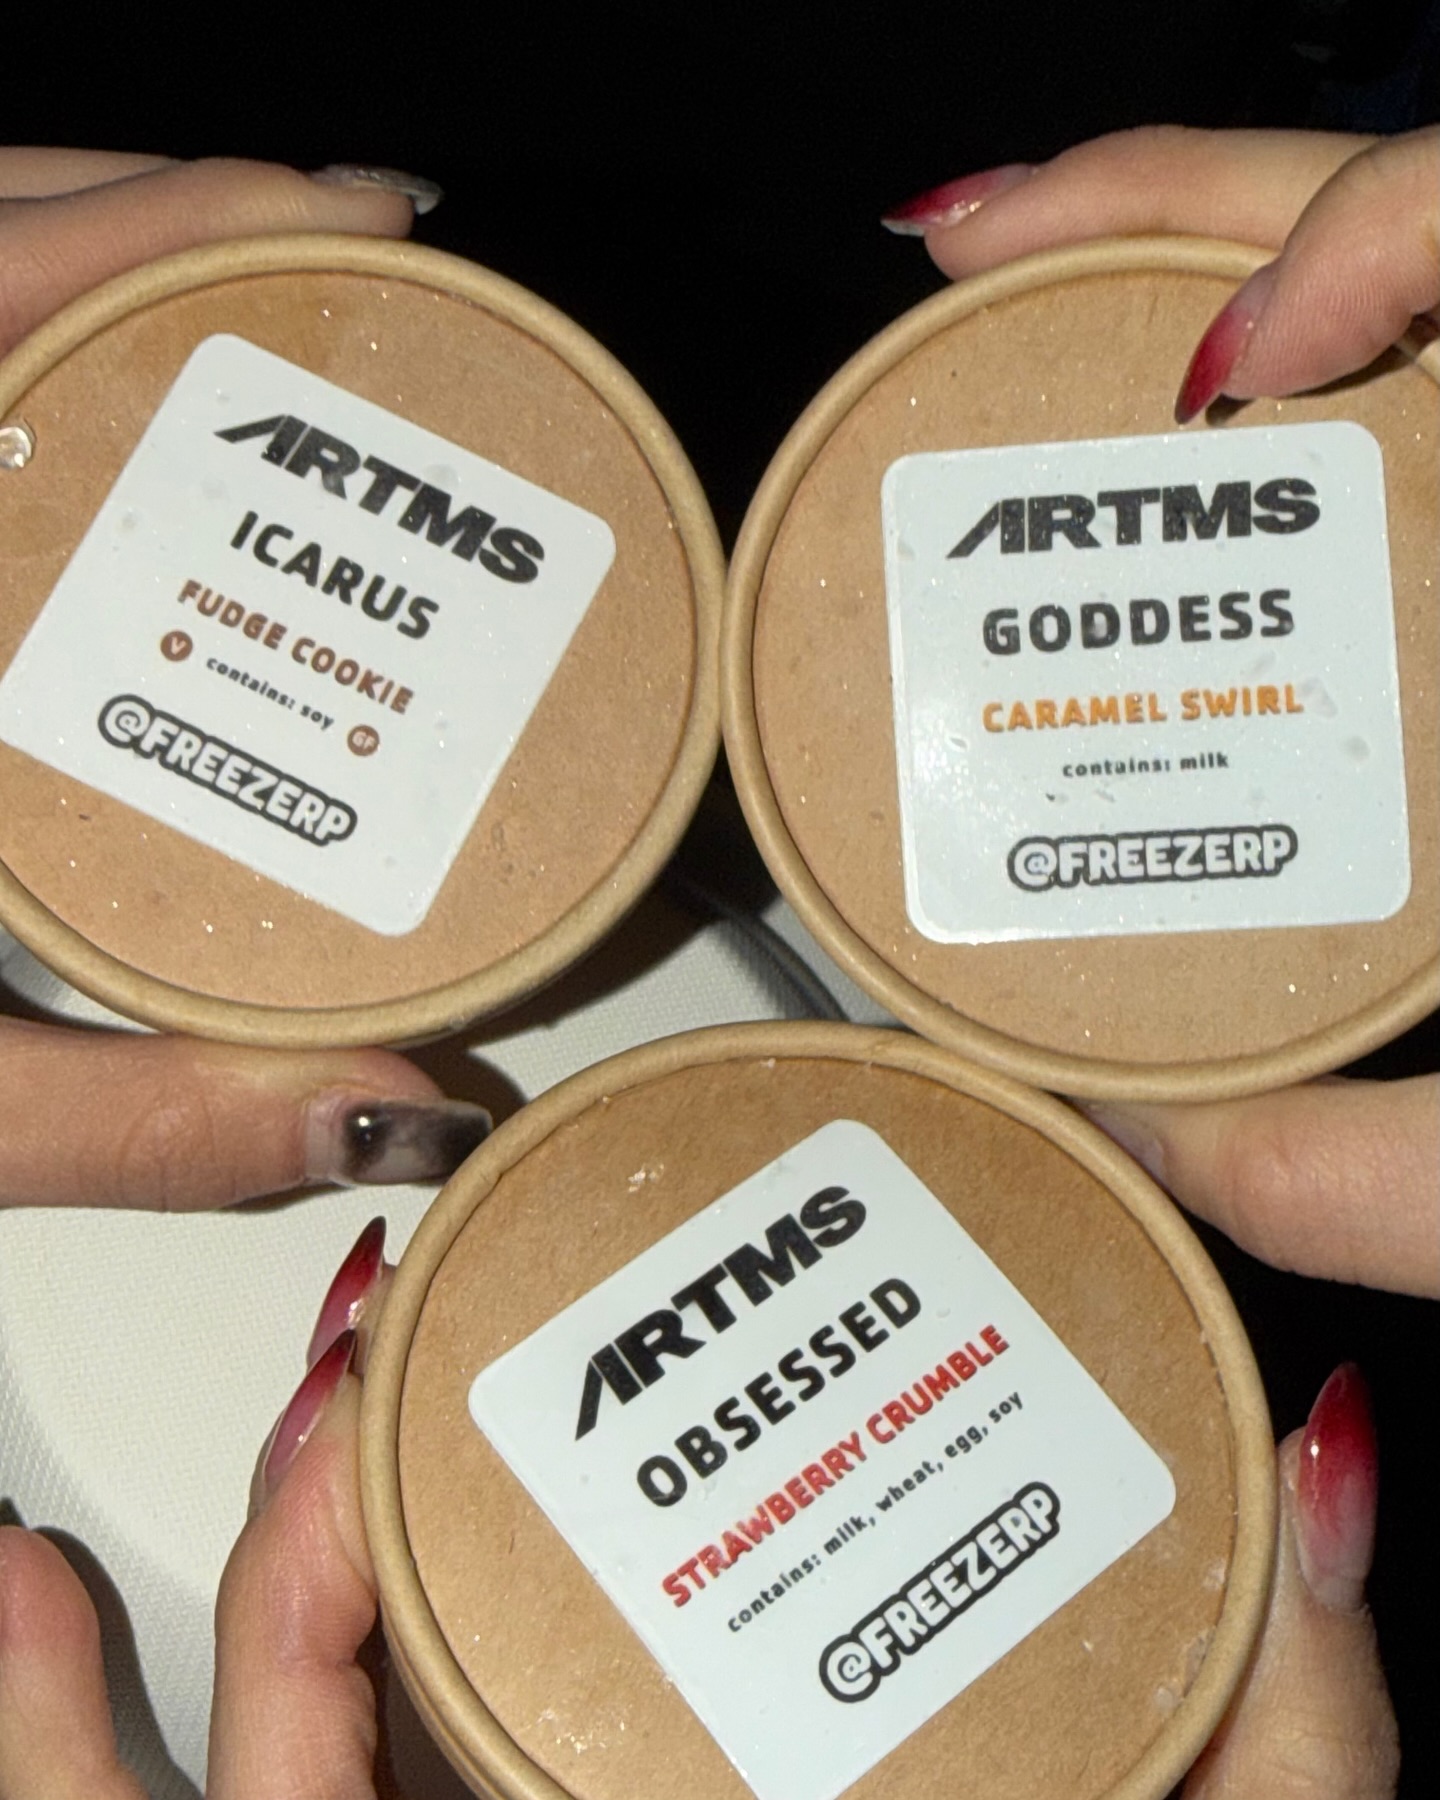 ARTMS
ICARUS
FUDGE COOKIE
V contains: soy GF
@FREEZERP
ARTMS
GODDESS
CARAMEL SWIRL
contains: milk
@FREEZERP
ARTMS
OBSESSED
STRAWBERRY CRUMBLE
contains: milk, wheat, egg, soy
@FREEZERP